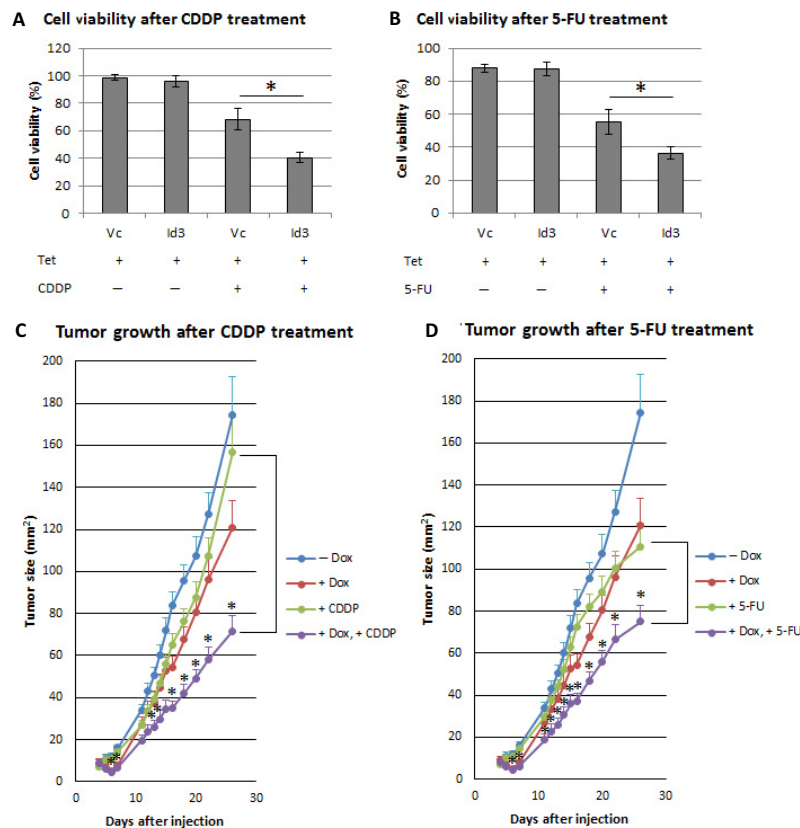 A Cell viability after CDDP treatment
Cell viability (%)
120
100
80
60
40
20
0
*
Vc Id3 Vc Id3
Tet + + + +
CDDP — — + +
B Cell viability after 5-FU treatment
Cell viability (%)
100
80
60
40
20
0
*
Vc Id3 Vc Id3
Tet + + + +
5-FU — — + +
C Tumor growth after CDDP treatment
Tumor size (mm²)
200
180
160
140
120
100
80
60
40
20
0
0 10 20 30
Days after injection
* * * * * * * * *
– Dox
+ Dox
+ CDDP
+ Dox, + CDDP
D Tumor growth after 5-FU treatment
Tumor size (mm²)
200
180
160
140
120
100
80
60
40
20
0
0 10 20 30
Days after injection
* * * * * * * * * * * *
– Dox
+ Dox
+ 5-FU
+ Dox, + 5-FU